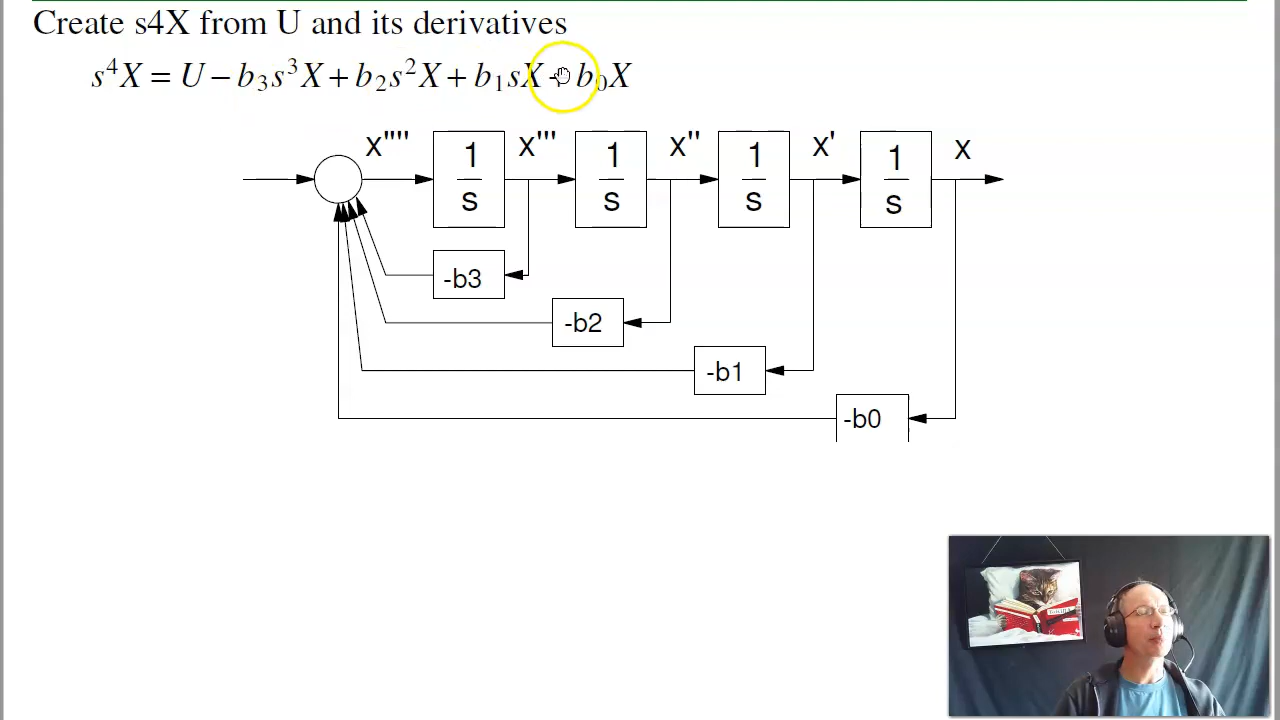 Create s4X from U and its derivatives
s⁴X = U − b₃s³X + b₂s²X + b₁sX + b₀X
X'''' 1/s X''' 1/s X'' 1/s X' 1/s X
-b3
-b2
-b1
-b0